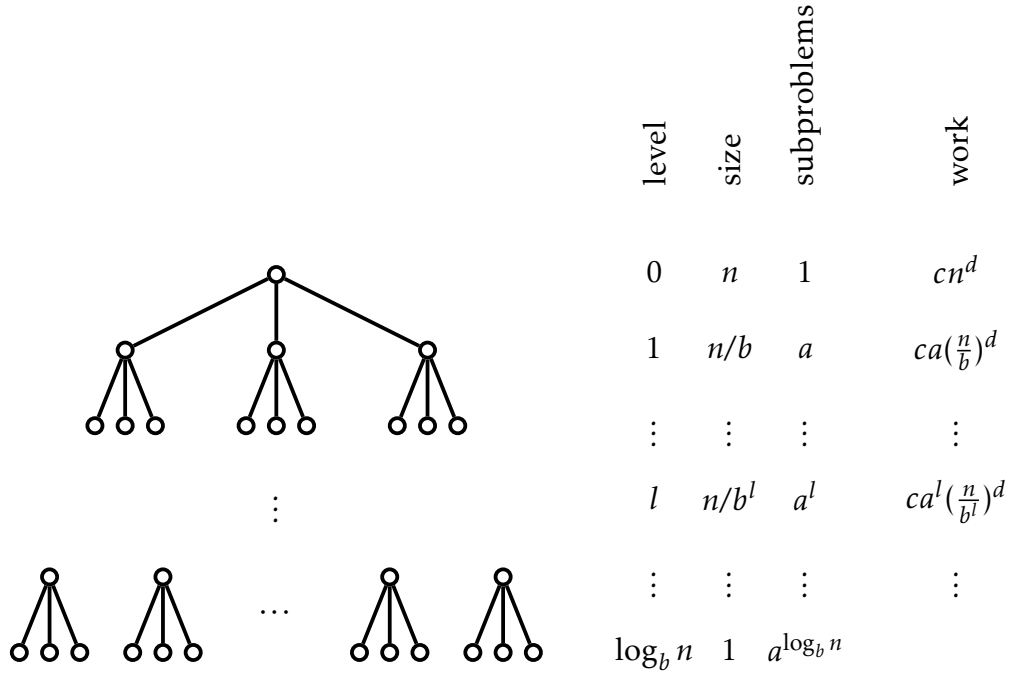 level size subproblems work
0 n 1 cn^d
1 n/b a ca(n/b)^d
⋮ ⋮ ⋮ ⋮
l n/b^l a^l ca^l(n/b^l)^d
⋮
⋮ ⋮ ⋮ ⋮
…
log_b n 1 a^{log_b n}